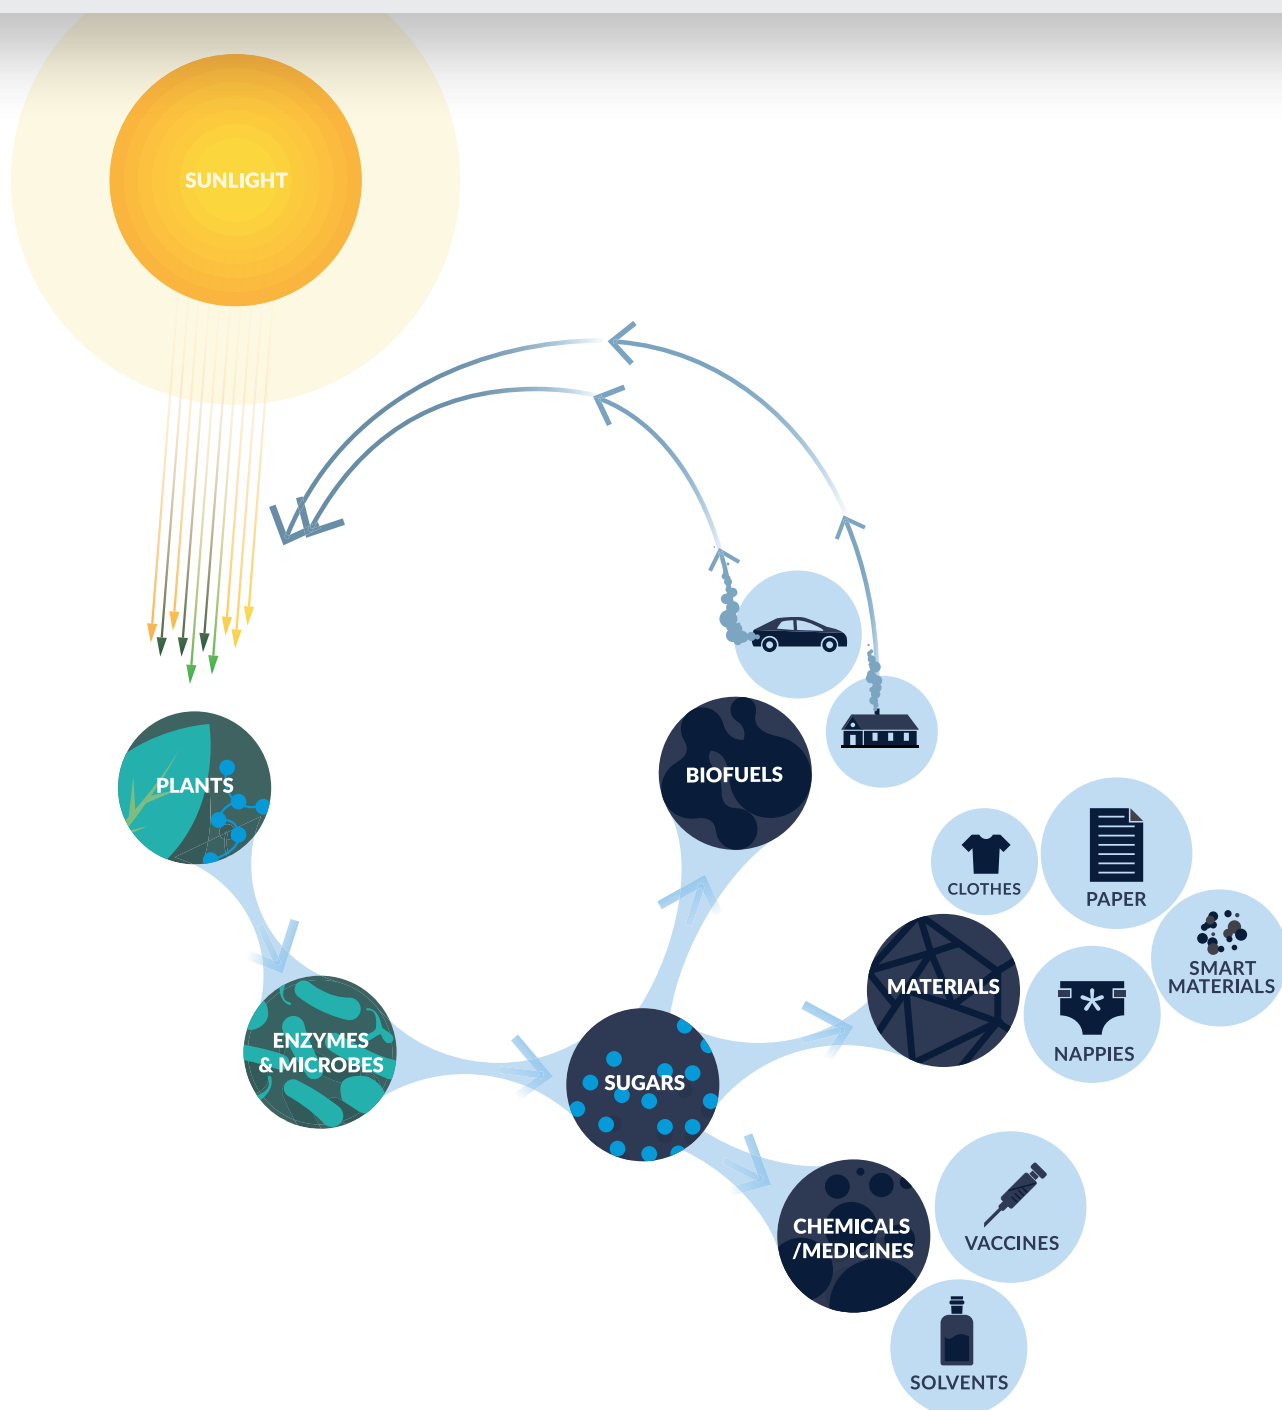 SUNLIGHT
PLANTS
BIOFUELS
CLOTHES
PAPER
SMART
MATERIALS
MATERIALS
NAPPIES
ENZYMES
& MICROBES
SUGARS
CHEMICALS
/MEDICINES
VACCINES
SOLVENTS